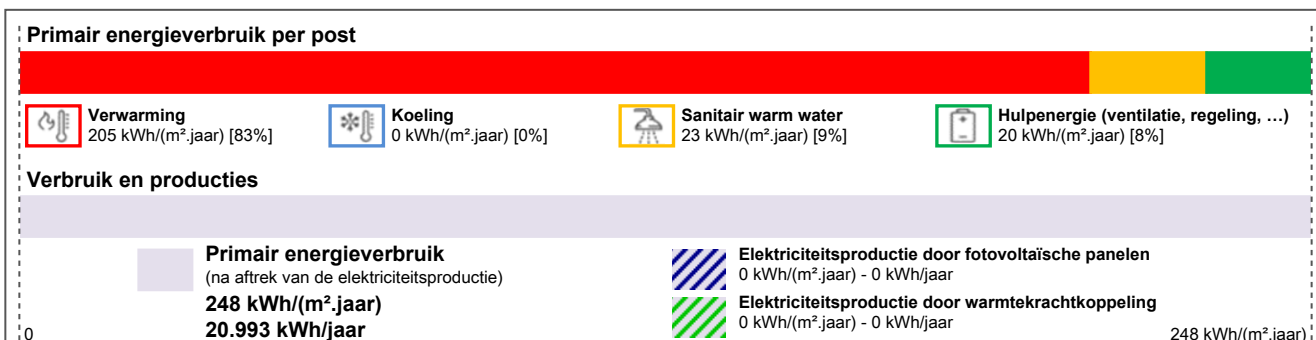 Primair energieverbruik per post
Verwarming
205 kWh/(m².jaar) [83%]
Koeling
0 kWh/(m².jaar) [0%]
Sanitair warm water
23 kWh/(m².jaar) [9%]
Hulpenergie (ventilatie, regeling, …)
20 kWh/(m².jaar) [8%]
Verbruik en producties
Primair energieverbruik
(na aftrek van de elektriciteitsproductie)
248 kWh/(m².jaar)
20.993 kWh/jaar
Elektriciteitsproductie door fotovoltaïsche panelen
0 kWh/(m².jaar) - 0 kWh/jaar
Elektriciteitsproductie door warmtekrachtkoppeling
0 kWh/(m².jaar) - 0 kWh/jaar
0
248 kWh/(m².jaar)